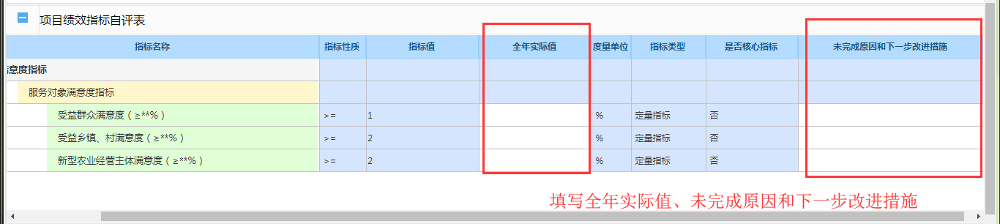 项目绩效指标自评表
指标名称 指标性质 指标值 全年实际值 度量单位 指标类型 是否核心指标 未完成原因和下一步改进措施
意度指标
服务对象满意度指标
受益群众满意度（≥**%） >= 1 % 定量指标 否
受益乡镇、村满意度（≥**%） >= 2 % 定量指标 否
新型农业经营主体满意度（≥**%） >= 2 % 定量指标 否
填写全年实际值、未完成原因和下一步改进措施